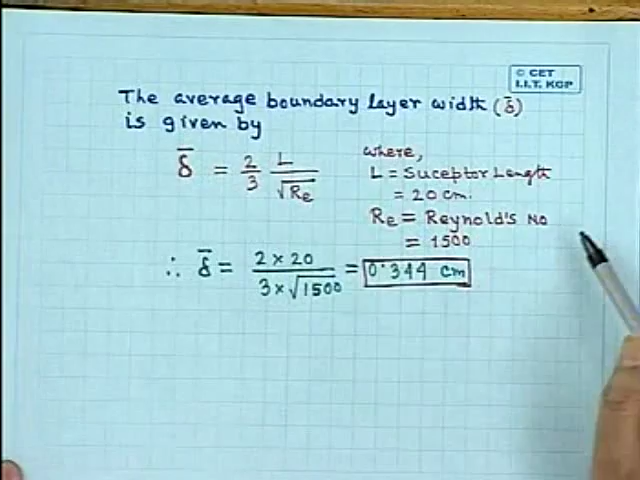 © CET
I.I.T. KGP
The average boundary layer width (δ̄)
is given by
δ̄ = 2/3 L/√Re
where,
L = Suceptor Length
= 20 cm.
Re = Reynold's No
= 1500
∴ δ̄ = 2 × 20 / 3 × √1500 = 0.344 cm